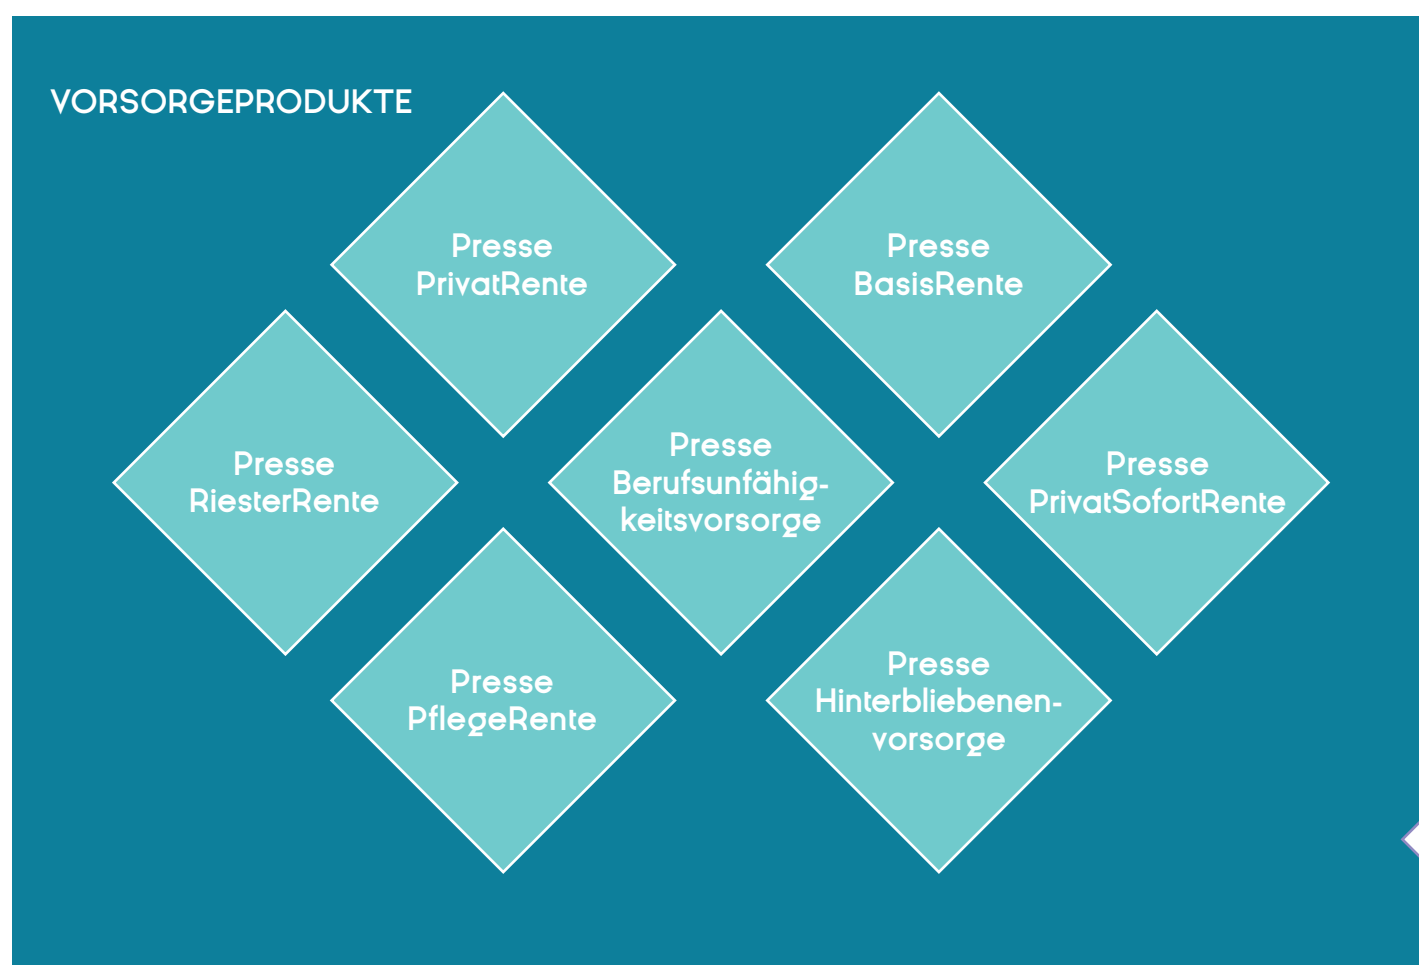 VORSORGEPRODUKTE
Presse
PrivatRente
Presse
BasisRente
Presse
RiesterRente
Presse
Berufsunfähig-
keitsvorsorge
Presse
PrivatSofortRente
Presse
PflegeRente
Presse
Hinterbliebenen-
vorsorge